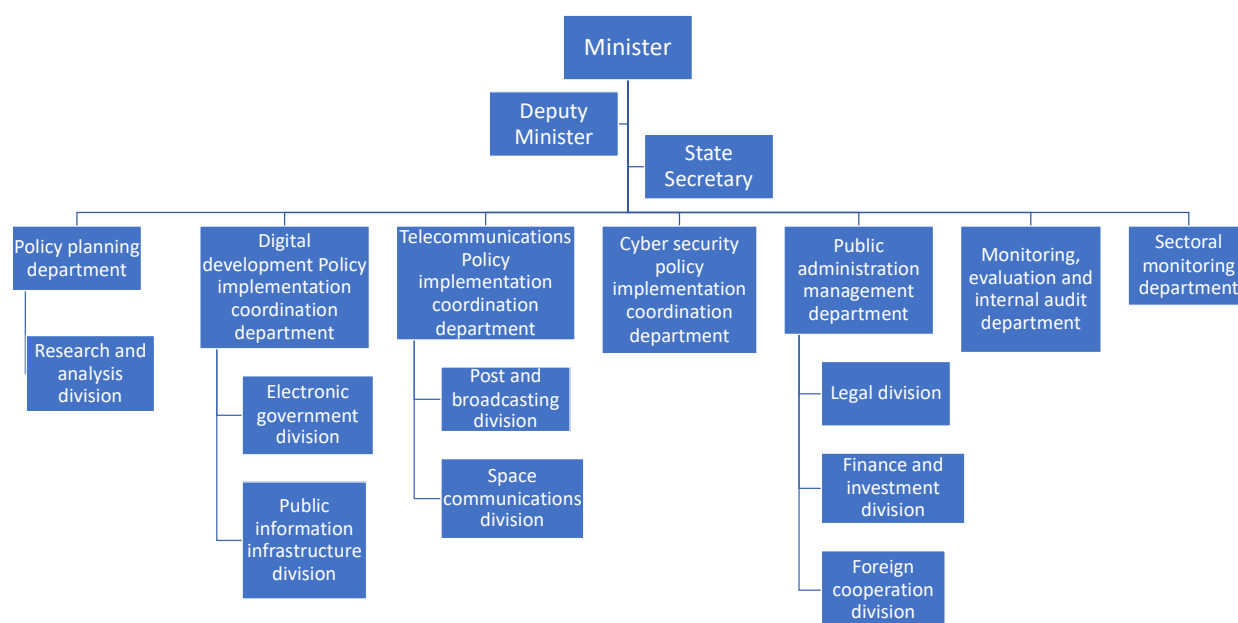 Minister
Deputy
Minister
State
Secretary
Policy planning
department
Research and
analysis
division
Digital
development Policy
implementation
coordination
department
Electronic
government
division
Public
information
infrastructure
division
Telecommunications
Policy
implementation
coordination
department
Post and
broadcasting
division
Space
communications
division
Cyber security
policy
implementation
coordination
department
Public
administration
management
department
Legal division
Finance and
investment
division
Foreign
cooperation
division
Monitoring,
evaluation and
internal audit
department
Sectoral
monitoring
department